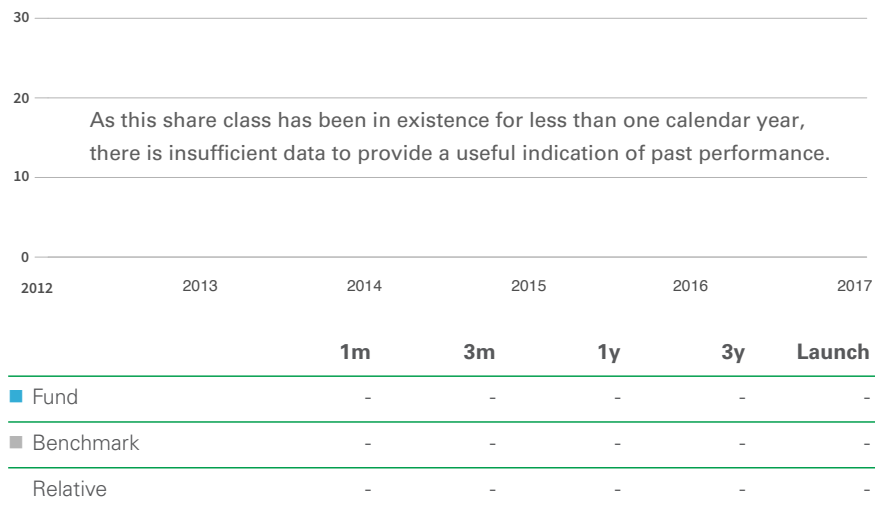 30
20
As this share class has been in existence for less than one calendar year,
there is insufficient data to provide a useful indication of past performance.
10
0
2012 2013 2014 2015 2016 2017
1m 3m 1y 3y Launch
Fund - - - - -
Benchmark - - - - -
Relative - - - - -